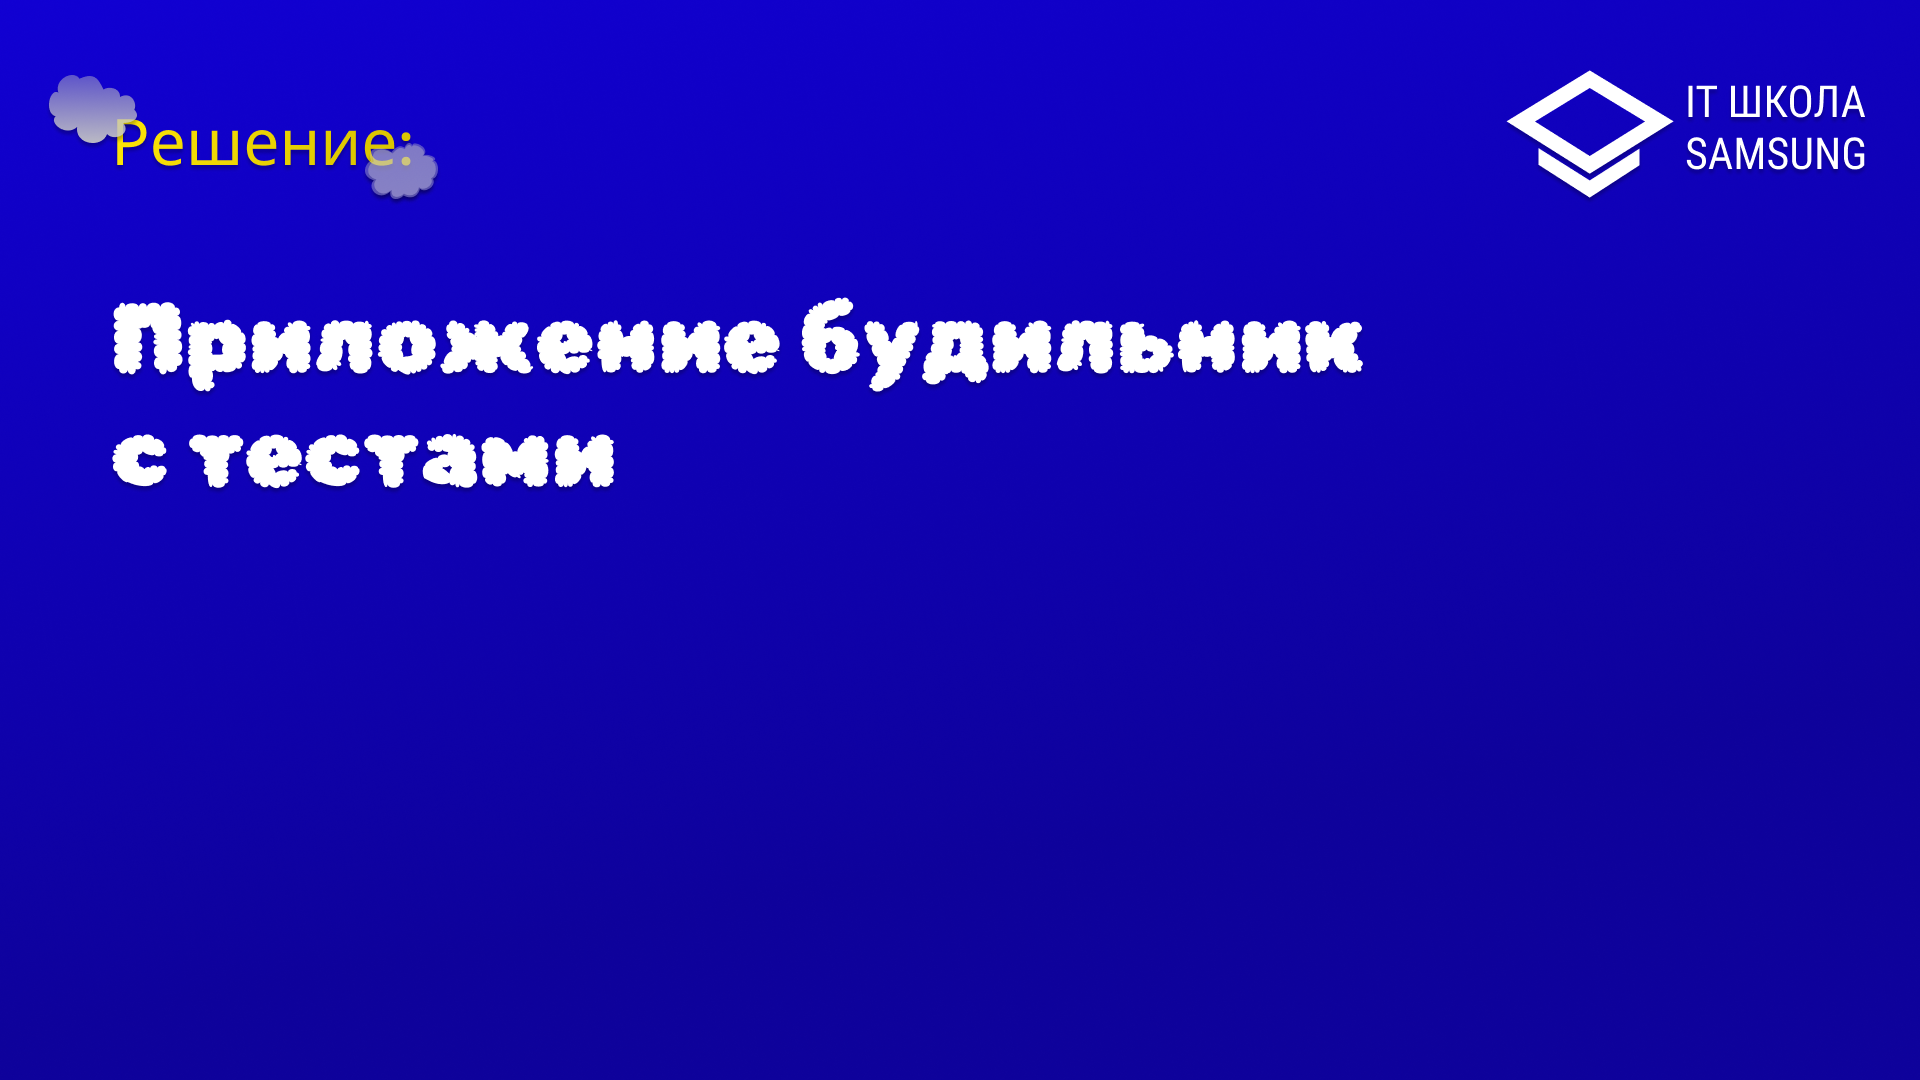 Решение:
IT ШКОЛА
SAMSUNG
Приложение будильник
с тестами